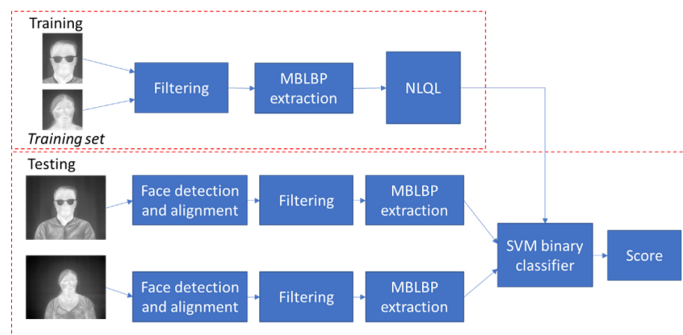 Training
Filtering
MBLBP
extraction
NLQL
Training set
Testing
Face detection
and alignment
Filtering
MBLBP
extraction
SVM binary
classifier
Score
Face detection
and alignment
Filtering
MBLBP
extraction